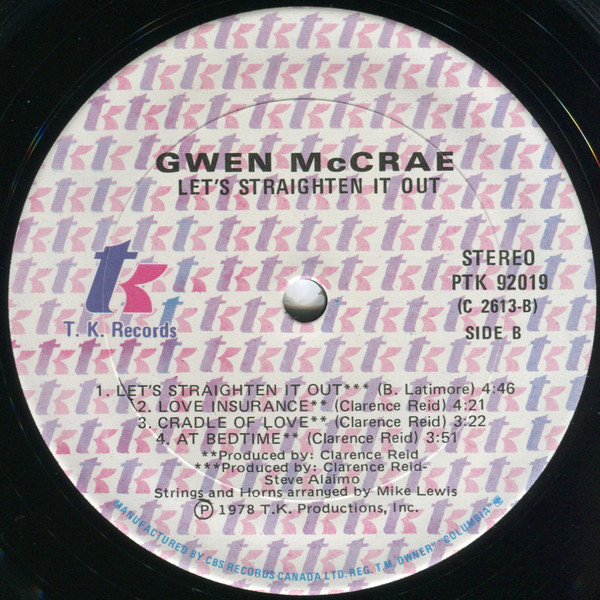 GWEN McCRAE
LET'S STRAIGHTEN IT OUT
tk
T. K. Records
STEREO
PTK 92019
(C 2613-B)
SIDE B
1. LET'S STRAIGHTEN IT OUT*** (B. Latimore) 4:46
2. LOVE INSURANCE** (Clarence Reid) 4:21
3. CRADLE OF LOVE** (Clarence Reid) 3:22
4. AT BEDTIME** (Clarence Reid) 3:51
**Produced by: Clarence Reid
***Produced by: Clarence Reid-
Steve Alaimo
Strings and Horns arranged by Mike Lewis
Ⓟ 1978 T.K. Productions, Inc.
MANUFACTURED BY CBS RECORDS CANADA LTD. REG. T.M. OWNER" "COLUMBIA"